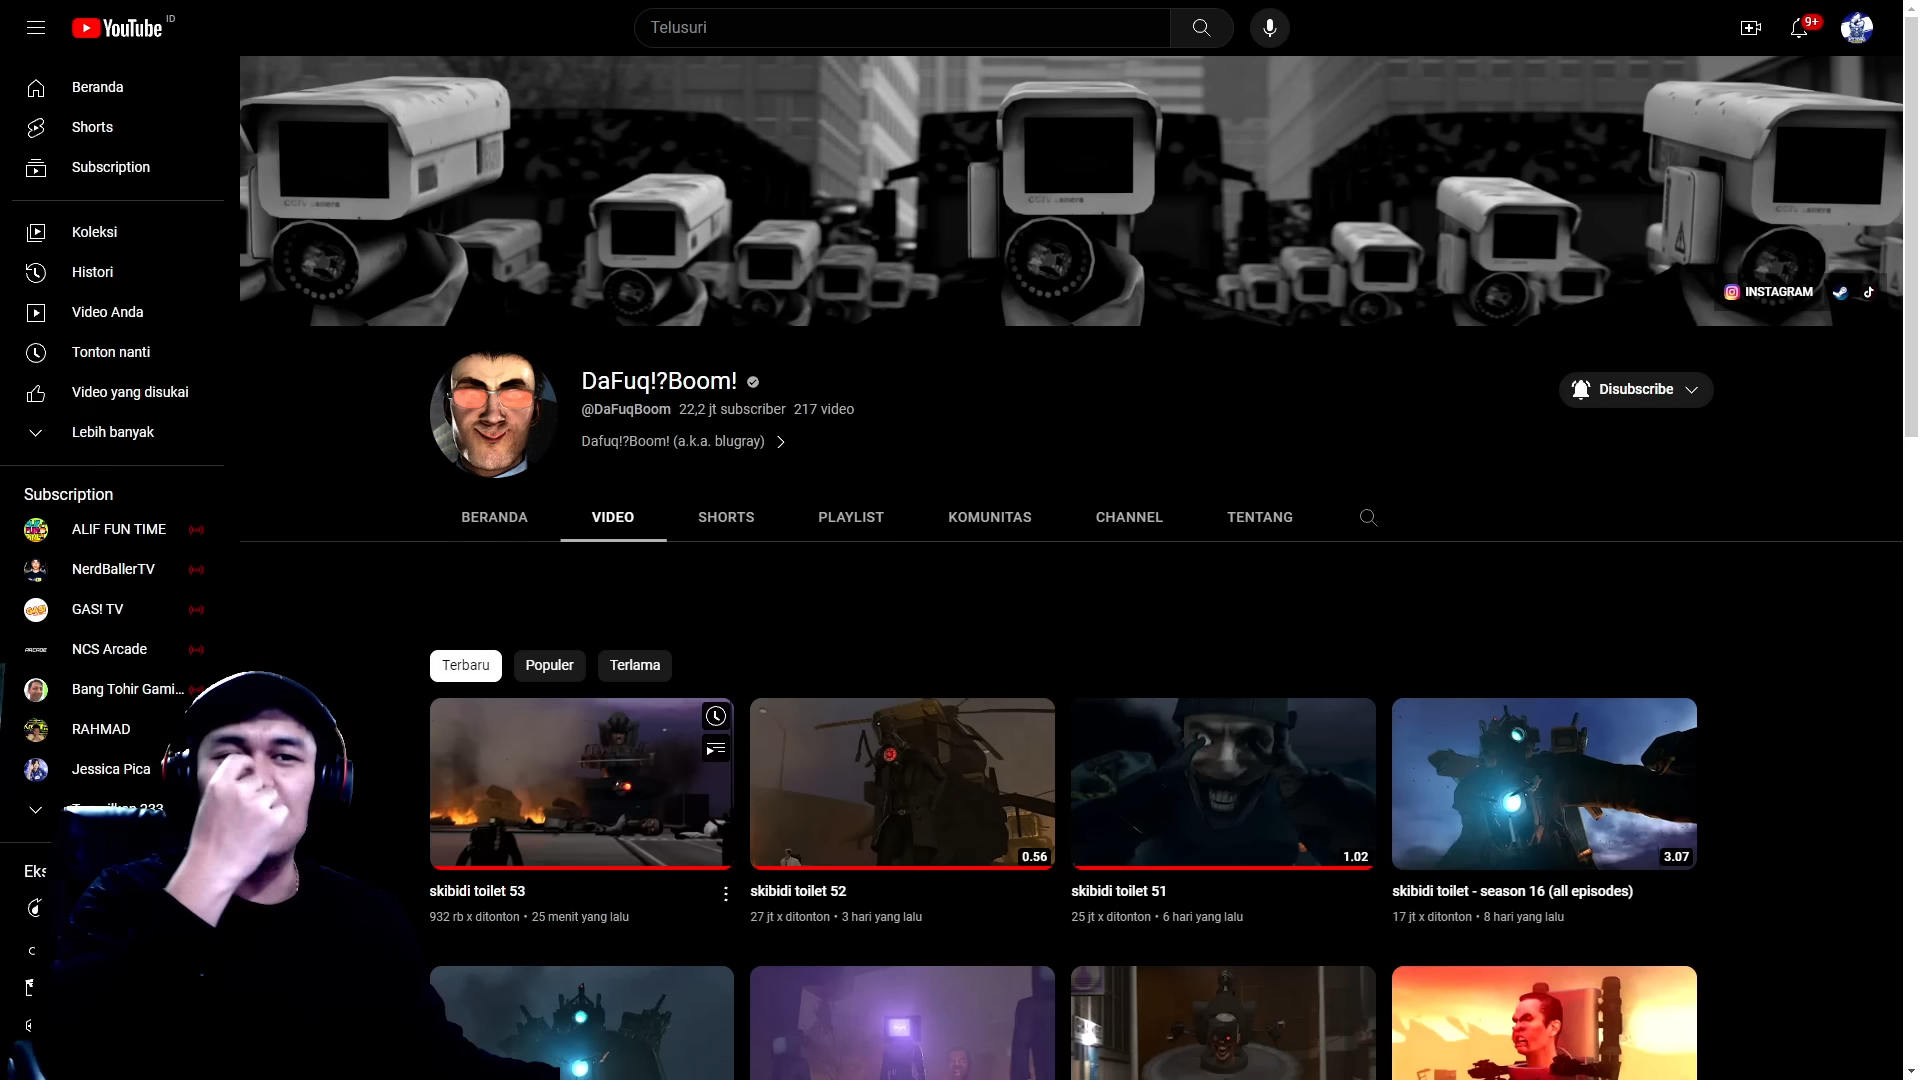 YouTube ID
Telusuri
9+
Beranda
Shorts
Subscription
Koleksi
Histori
Video Anda
Tonton nanti
Video yang disukai
Lebih banyak
Subscription
ALIF FUN TIME
NerdBallerTV
GAS! TV
NCS Arcade
Bang Tohir Gami...
RAHMAD
Jessica Pica
INSTAGRAM
DaFuq!?Boom!
@DaFuqBoom 22,2 jt subscriber 217 video
Dafuq!?Boom! (a.k.a. blugray)
Disubscribe
BERANDA VIDEO SHORTS PLAYLIST KOMUNITAS CHANNEL TENTANG
Terbaru Populer Terlama
0.56
1.02
3.07
skibidi toilet 53
932 rb x ditonton • 25 menit yang lalu
skibidi toilet 52
27 jt x ditonton • 3 hari yang lalu
skibidi toilet 51
25 jt x ditonton • 6 hari yang lalu
skibidi toilet - season 16 (all episodes)
17 jt x ditonton • 8 hari yang lalu